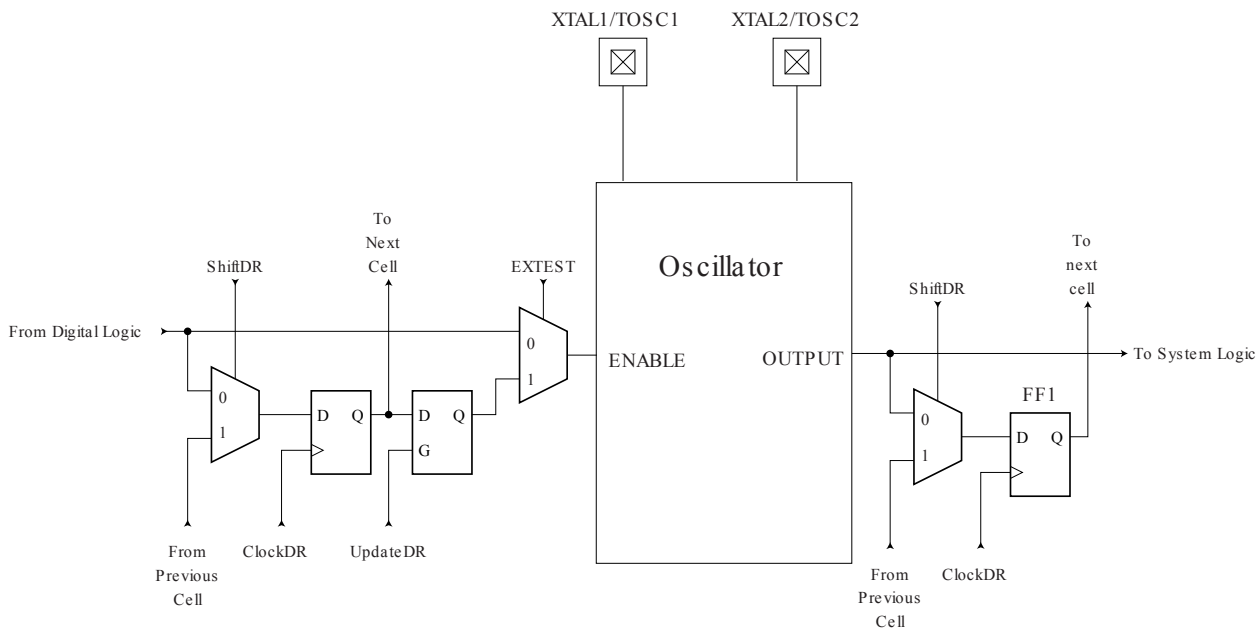 XTAL1/TOSC1
XTAL2/TOSC2
To
Next
Cell
ShiftDR
EXTEST
From Digital Logic
0
1
D
Q
D
Q
G
0
1
From
Previous
Cell
ClockDR
UpdateDR
Oscillator
ENABLE
OUTPUT
To
next
cell
ShiftDR
To System Logic
FF1
0
1
D
Q
From
Previous
Cell
ClockDR